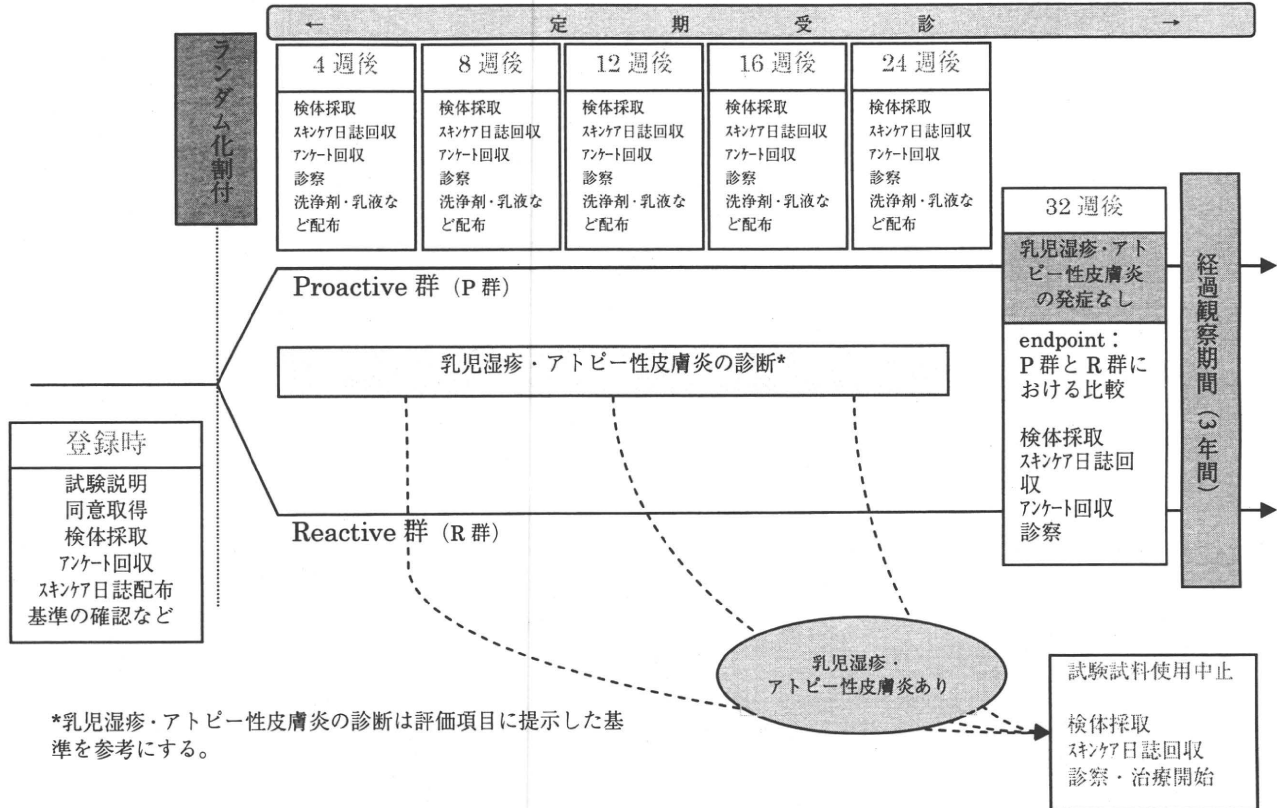 ← 定期受診 →
ランダム化割付
4 週後
検体採取
スキンケア日誌回収
アンケート回収
診察
洗浄剤・乳液な
ど配布
8 週後
検体採取
スキンケア日誌回収
アンケート回収
診察
洗浄剤・乳液な
ど配布
12 週後
検体採取
スキンケア日誌回収
アンケート回収
診察
洗浄剤・乳液な
ど配布
16 週後
検体採取
スキンケア日誌回収
アンケート回収
診察
洗浄剤・乳液な
ど配布
24 週後
検体採取
スキンケア日誌回収
アンケート回収
診察
洗浄剤・乳液な
ど配布
32 週後
乳児湿疹・アト
ピー性皮膚炎
の発症なし
endpoint：
P 群と R 群に
おける比較
検体採取
スキンケア日誌回
収
アンケート回収
診察
経過観察期間（3年間）
Proactive 群（P 群）
乳児湿疹・アトピー性皮膚炎の診断*
Reactive 群（R 群）
登録時
試験説明
同意取得
検体採取
アンケート回収
スキンケア日誌配布
基準の確認など
乳児湿疹・
アトピー性皮膚炎あり
試験試料使用中止
検体採取
スキンケア日誌回収
診察・治療開始
*乳児湿疹・アトピー性皮膚炎の診断は評価項目に提示した基
準を参考にする。